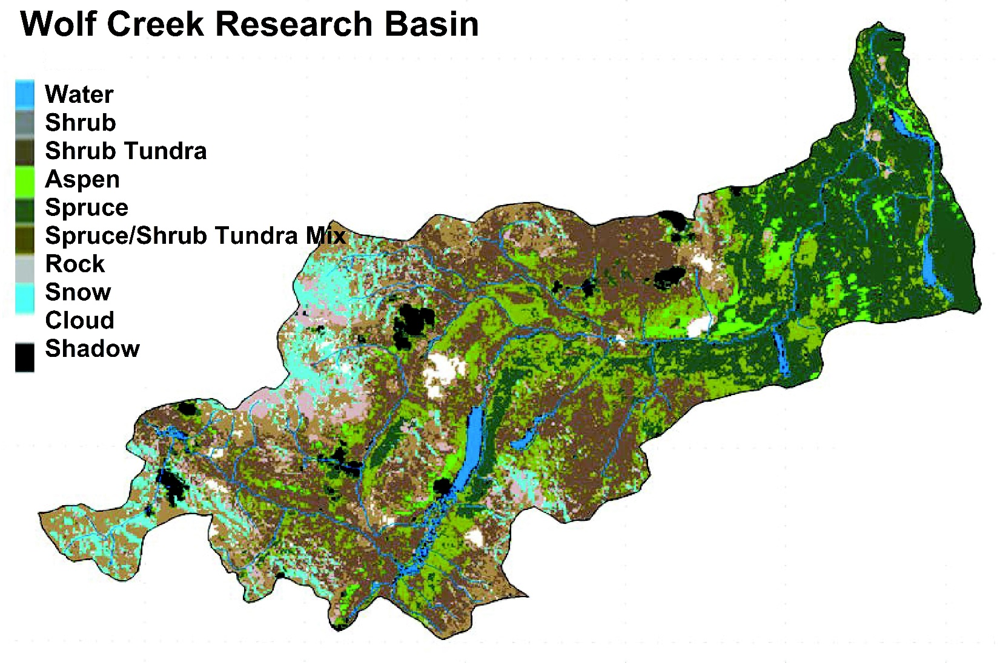 Wolf Creek Research Basin
Water
Shrub
Shrub Tundra
Aspen
Spruce
Spruce/Shrub Tundra Mix
Rock
Snow
Cloud
Shadow